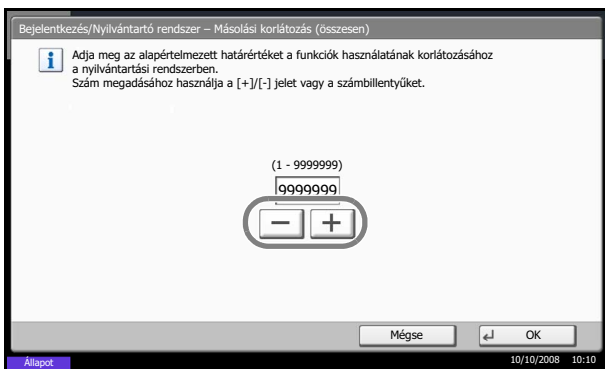 Bejelentkezés/Nyilvántartó rendszer – Másolási korlátozás (összesen)
Adja meg az alapértelmezett határértéket a funkciók használatának korlátozásához
a nyilvántartási rendszerben.
Szám megadásához használja a [+]/[-] jelet vagy a számbillentyűket.
(1 - 9999999)
9999999
− +
Mégse OK
Állapot 10/10/2008 10:10